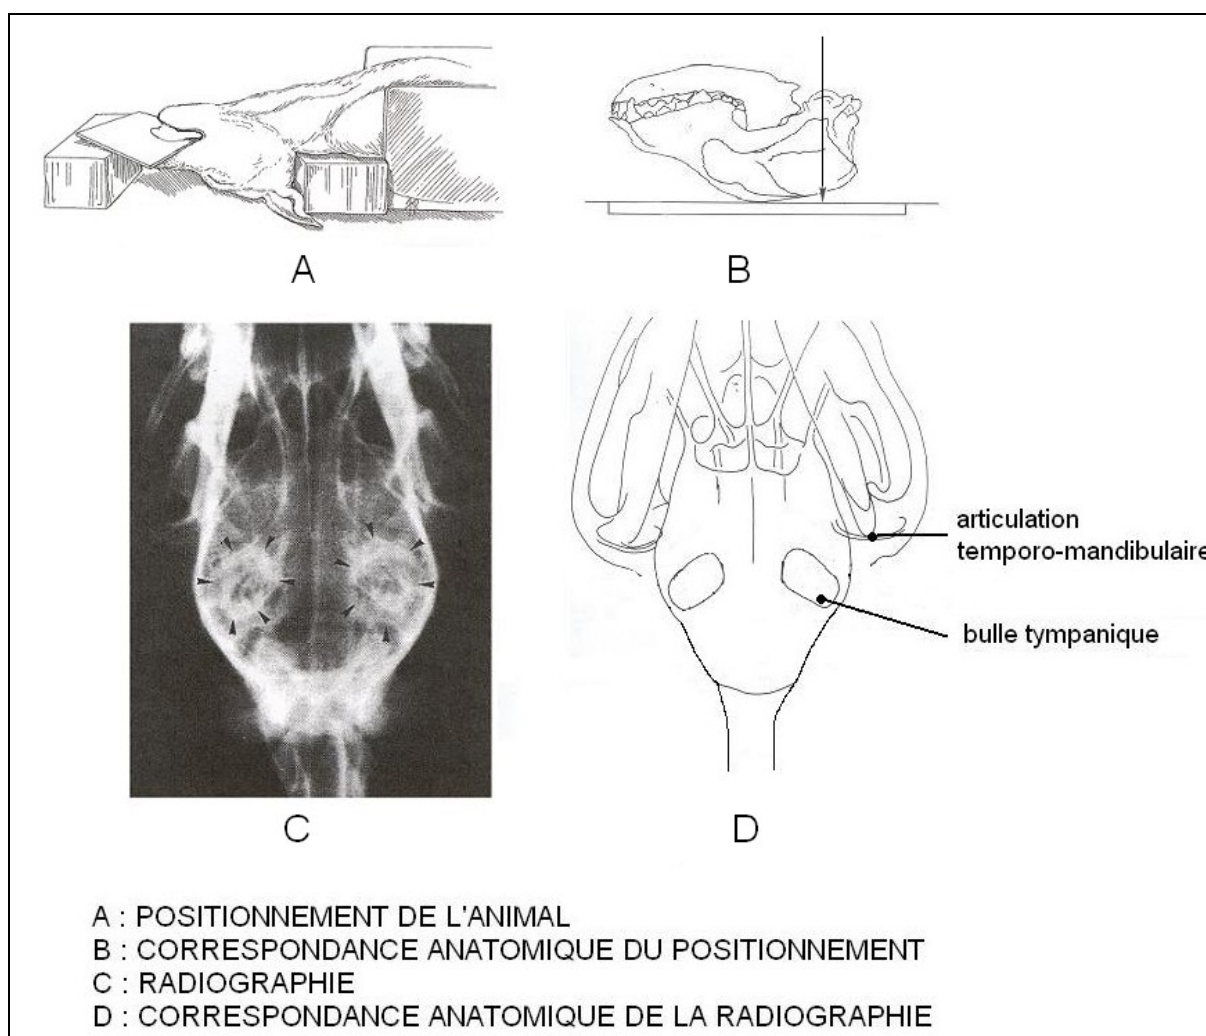 A
B
C
D
articulation
temporo-mandibulaire
bulle tympanique
A : POSITIONNEMENT DE L'ANIMAL
B : CORRESPONDANCE ANATOMIQUE DU POSITIONNEMENT
C : RADIOGRAPHIE
D : CORRESPONDANCE ANATOMIQUE DE LA RADIOGRAPHIE